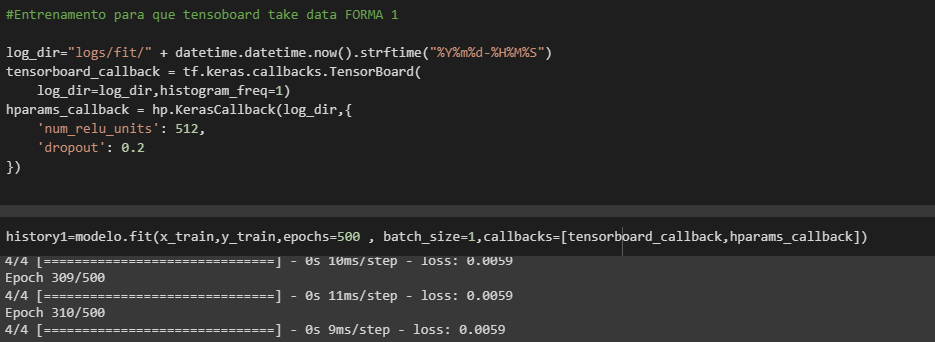 #Entrenamento para que tensoboard take data FORMA 1
log_dir="logs/fit/" + datetime.datetime.now().strftime("%Y%m%d-%H%M%S")
tensorboard_callback = tf.keras.callbacks.TensorBoard(
log_dir=log_dir,histogram_freq=1)
hparams_callback = hp.KerasCallback(log_dir,{
'num_relu_units': 512,
'dropout': 0.2
})
history1=modelo.fit(x_train,y_train,epochs=500 , batch_size=1,callbacks=[tensorboard_callback,hparams_callback])
4/4 [==============================] - 0s 10ms/step - loss: 0.0059
Epoch 309/500
4/4 [==============================] - 0s 11ms/step - loss: 0.0059
Epoch 310/500
4/4 [==============================] - 0s 9ms/step - loss: 0.0059